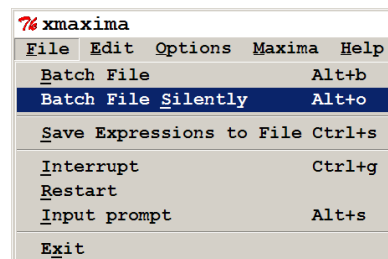 xmaxima
File Edit Options Maxima Help
Batch File Alt+b
Batch File Silently Alt+o
Save Expressions to File Ctrl+s
Interrupt Ctrl+g
Restart
Input prompt Alt+s
Exit